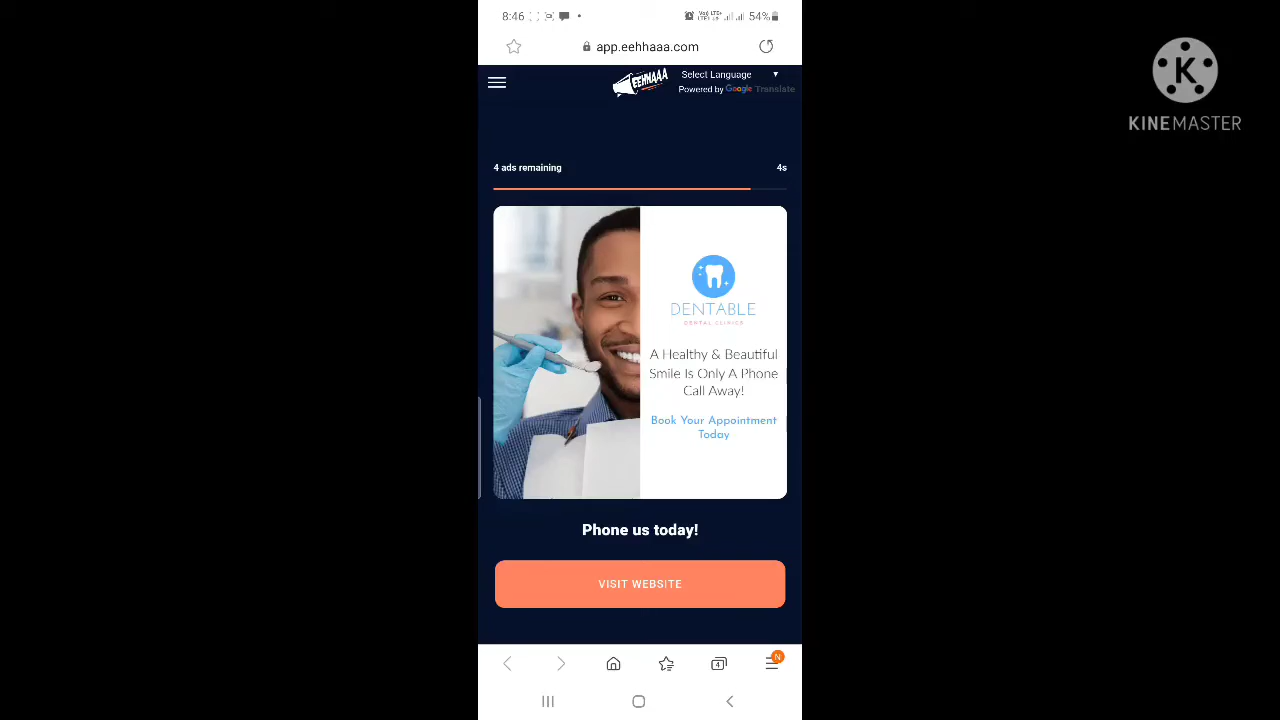 8:46
54%
app.eehhaaa.com
EEHHAAA
Select Language
Powered by Google Translate
4 ads remaining
4s
DENTABLE
DENTAL CLINICS
A Healthy & Beautiful
Smile Is Only A Phone
Call Away!
Book Your Appointment
Today
Phone us today!
VISIT WEBSITE
4
N
K
KINEMASTER